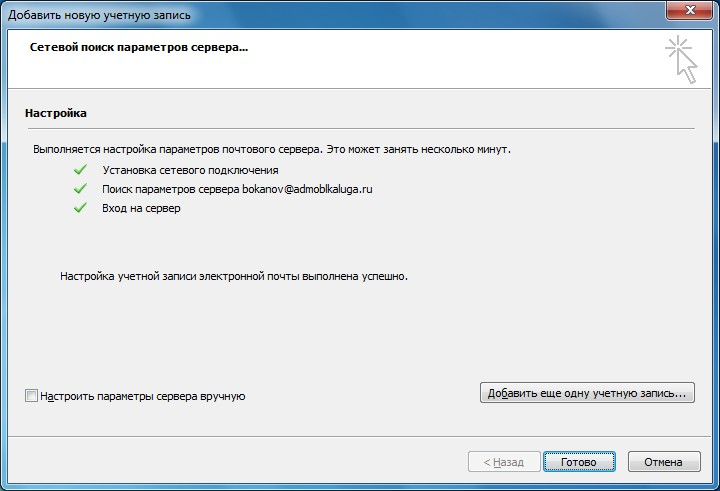 Добавить новую учетную запись
Сетевой поиск параметров сервера...
Настройка
Выполняется настройка параметров почтового сервера. Это может занять несколько минут.
Установка сетевого подключения
Поиск параметров сервера bokanov@admoblkaluga.ru
Вход на сервер
Настройка учетной записи электронной почты выполнена успешно.
Настроить параметры сервера вручную
Добавить еще одну учетную запись...
< Назад
Готово
Отмена